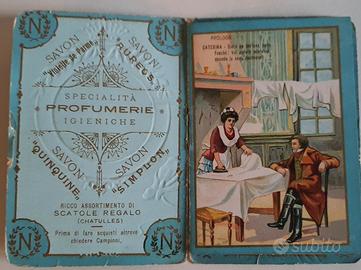 N
N
SAVON
"Violette de Parme"
SAVON
SPECIALITÀ
PROFUMERIE
IGIENICHE
SAVON
"QUINQUINE"
SAVON
"SIMPLON"
RICCO ASSORTIMENTO DI
SCATOLE REGALO
(CHATULLES)
Prima di fare acquisti altrove
chiedere Campioni.
N
N
PROLOGO
CATERINA -
subito